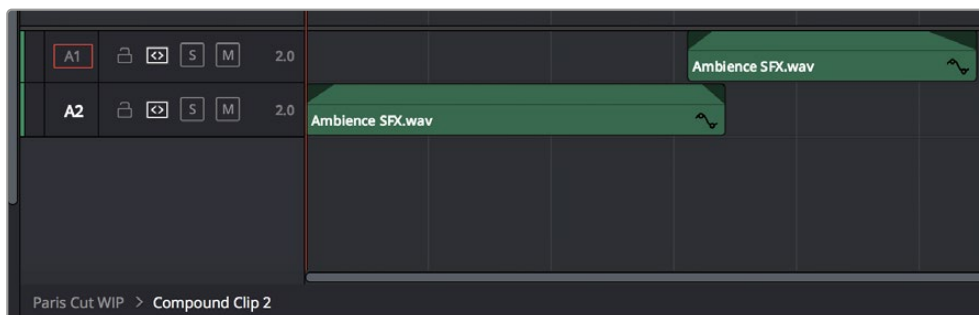 A1 S M 2.0
Ambience SFX.wav
A2 S M 2.0
Ambience SFX.wav
Paris Cut WIP > Compound Clip 2